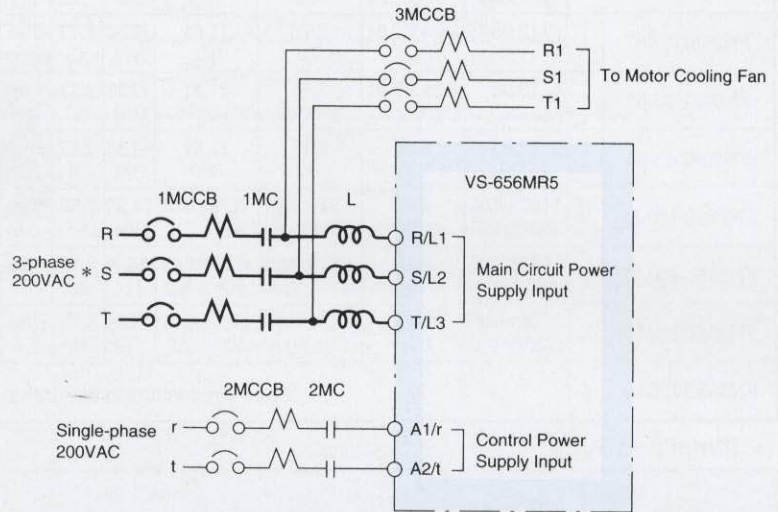 3MCCB
R1
S1
T1
To Motor Cooling Fan
VS-656MR5
1MCCB 1MC L
R R/L1
3-phase
200VAC * S S/L2
T T/L3
Main Circuit Power
Supply Input
2MCCB 2MC
Single-phase
200VAC
r A1/r
t A2/t
Control Power
Supply Input